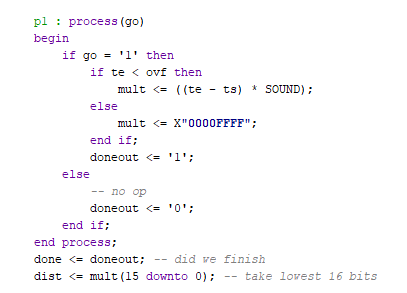 p1 : process(go)
begin
    if go = '1' then
        if te < ovf then
            mult <= ((te - ts) * SOUND);
        else
            mult <= X"0000FFFF";
        end if;
        doneout <= '1';
    else
        -- no op
        doneout <= '0';
    end if;
end process;
done <= doneout; -- did we finish
dist <= mult(15 downto 0); -- take lowest 16 bits